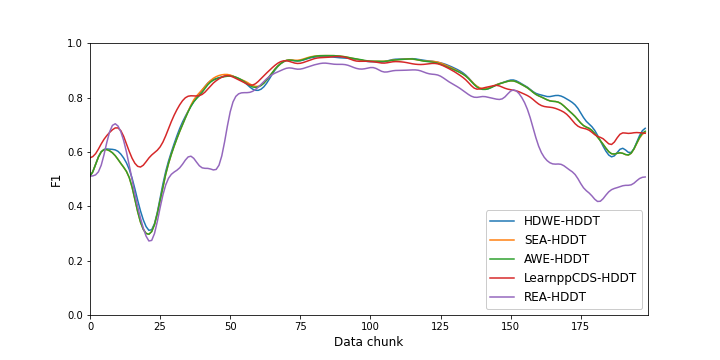 1.0
0.8
0.6
0.4
0.2
0.0
F1
0 25 50 75 100 125 150 175
Data chunk
HDWE-HDDT
SEA-HDDT
AWE-HDDT
LearnppCDS-HDDT
REA-HDDT